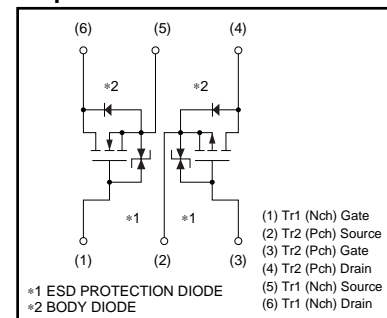 (6) (5) (4)
∗2 ∗2
∗1 ∗1
(1) (2) (3)
(1) Tr1 (Nch) Gate
(2) Tr2 (Pch) Source
(3) Tr2 (Pch) Gate
(4) Tr2 (Pch) Drain
(5) Tr1 (Nch) Source
(6) Tr1 (Nch) Drain
∗1 ESD PROTECTION DIODE
∗2 BODY DIODE